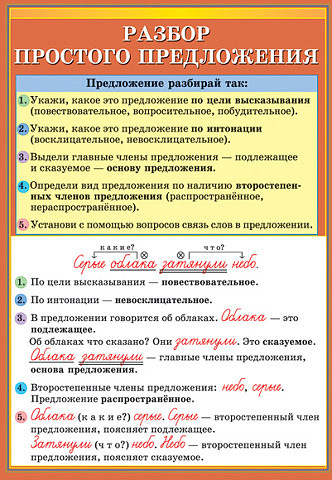 РАЗБОР
ПРОСТОГО ПРЕДЛОЖЕНИЯ
Предложение разбирай так:
1. Укажи, какое это предложение по цели высказывания
(повествовательное, вопросительное, побудительное).
2. Укажи, какое это предложение по интонации
(восклицательное, невосклицательное).
3. Выдели главные члены предложения — подлежащее
и сказуемое — основу предложения.
4. Определи вид предложения по наличию второстепен-
ных членов предложения (распространённое,
нераспространённое).
5. Установи с помощью вопросов связь слов в предложении.
какие? что?
Серые облака затянули небо.
1. По цели высказывания — повествовательное.
2. По интонации — невосклицательное.
3. В предложении говорится об облаках. Облака — это
подлежащее.
Об облаках что сказано? Они затянули. Это сказуемое.
Облака затянули — главные члены предложения,
основа предложения.
4. Второстепенные члены предложения: небо, серые.
Предложение распространённое.
5. Облака (какие?) серые. Серые — второстепенный член
предложения, поясняет подлежащее.
Затянули (что?) небо. Небо — второстепенный член
предложения, поясняет сказуемое.